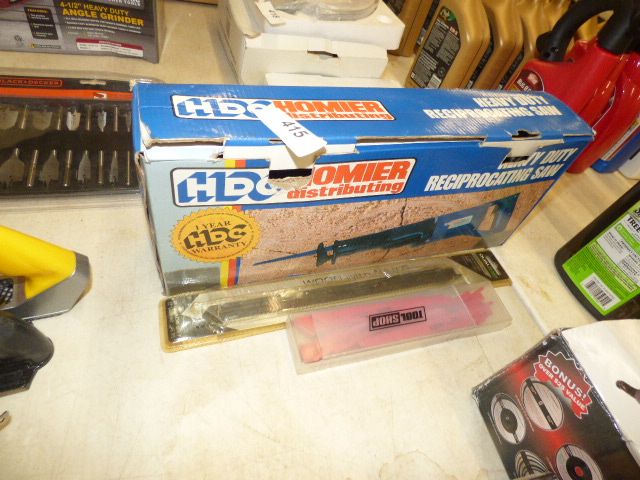 4-1/2" HEAVY DUTY
ANGLE GRINDER
BLACK+DECKER
HDC HOMIER
distributing
415
HEAVY DUTY
RECIPROCATING SAW
HDC HOMIER
distributing
HEAVY DUTY
RECIPROCATING SAW
1 YEAR
HDC
WARRANTY
TOOL SHOP
BONUS!